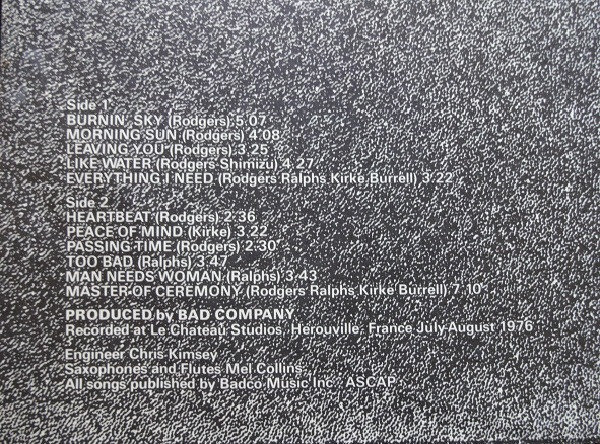 Side 1
BURNIN' SKY (Rodgers) 5.07
MORNING SUN (Rodgers) 4.08
LEAVING YOU (Rodgers) 3.25
LIKE WATER (Rodgers-Shimizu) 4.27
EVERYTHING I NEED (Rodgers Ralphs Kirke Burrell) 3.22
Side 2
HEARTBEAT (Rodgers) 2.36
PEACE OF MIND (Kirke) 3.22
PASSING TIME (Rodgers) 2.30
TOO BAD (Ralphs) 3.47
MAN NEEDS WOMAN (Ralphs) 3.43
MASTER OF CEREMONY (Rodgers Ralphs Kirke Burrell) 7.10
PRODUCED by BAD COMPANY
Recorded at Le Chateau Studios, Herouville, France July-August 1976
Engineer Chris Kimsey
Saxophones and Flutes Mel Collins
All songs published by Badco Music Inc. ASCAP